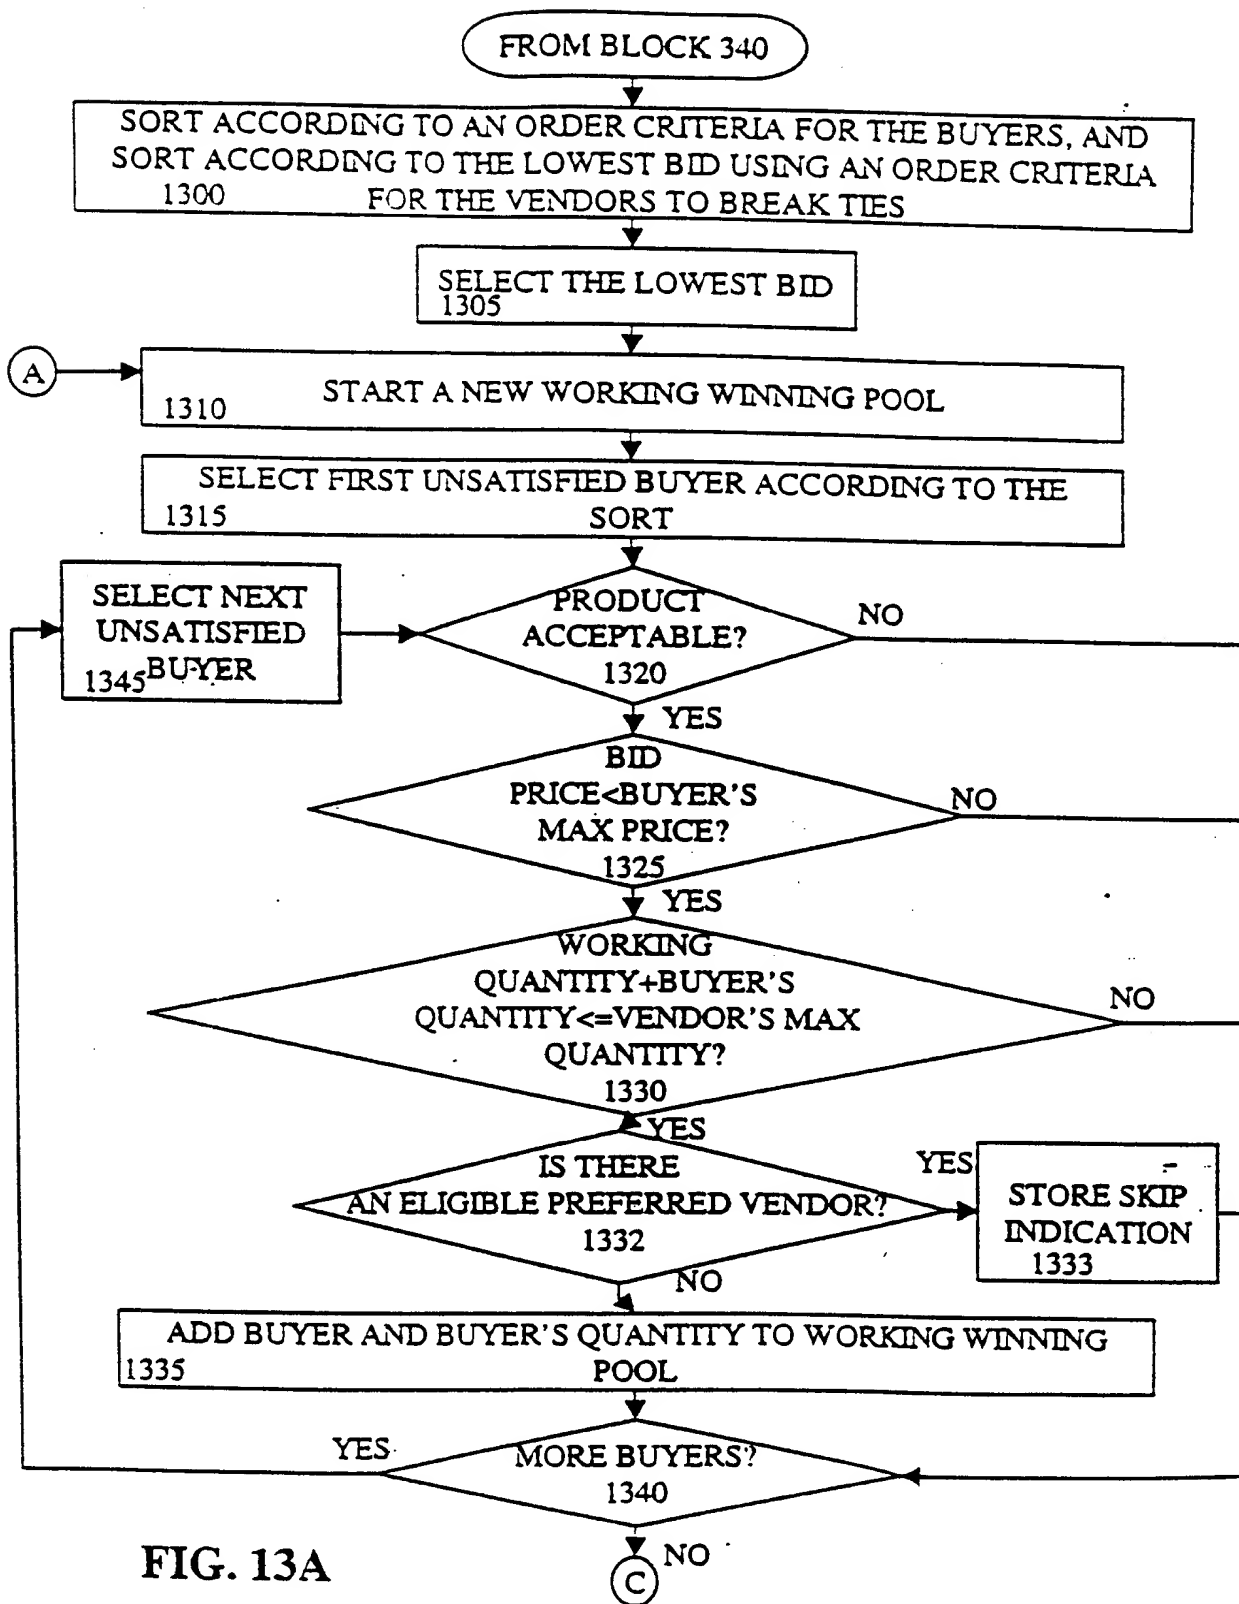 FROM BLOCK 340
SORT ACCORDING TO AN ORDER CRITERIA FOR THE BUYERS, AND
SORT ACCORDING TO THE LOWEST BID USING AN ORDER CRITERIA
1300 FOR THE VENDORS TO BREAK TIES
SELECT THE LOWEST BID
1305
A
START A NEW WORKING WINNING POOL
1310
SELECT FIRST UNSATISFIED BUYER ACCORDING TO THE
1315 SORT
SELECT NEXT
UNSATISFIED
1345 BUYER
PRODUCT
ACCEPTABLE?
1320
NO
YES
BID
PRICE<BUYER'S
MAX PRICE?
1325
NO
YES
WORKING
QUANTITY+BUYER'S
QUANTITY<=VENDOR'S MAX
QUANTITY?
1330
NO
YES
IS THERE
AN ELIGIBLE PREFERRED VENDOR?
1332
YES
STORE SKIP
INDICATION
1333
NO
ADD BUYER AND BUYER'S QUANTITY TO WORKING WINNING
1335 POOL
YES
MORE BUYERS?
1340
NO
C
FIG. 13A